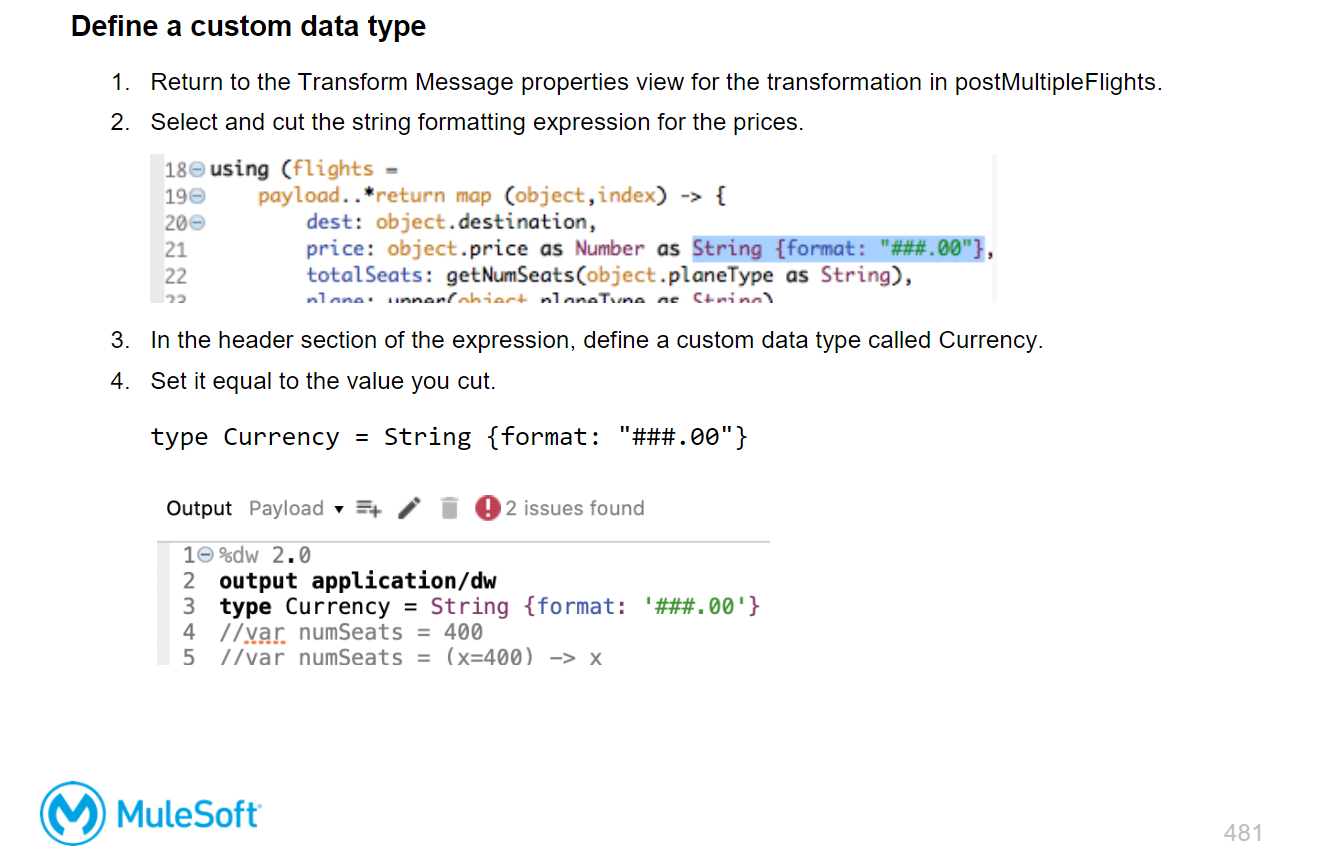 Define a custom data type
1. Return to the Transform Message properties view for the transformation in postMultipleFlights.
2. Select and cut the string formatting expression for the prices.
18 using (flights =
19 payload..*return map (object,index) -> {
20 dest: object.destination,
21 price: object.price as Number as String {format: "###.00"},
22 totalSeats: getNumSeats(object.planeType as String),
23 plane: upper(object.planeType as String)
3. In the header section of the expression, define a custom data type called Currency.
4. Set it equal to the value you cut.
type Currency = String {format: "###.00"}
Output Payload 2 issues found
1 %dw 2.0
2 output application/dw
3 type Currency = String {format: '###.00'}
4 //var numSeats = 400
5 //var numSeats = (x=400) -> x
MuleSoft
481